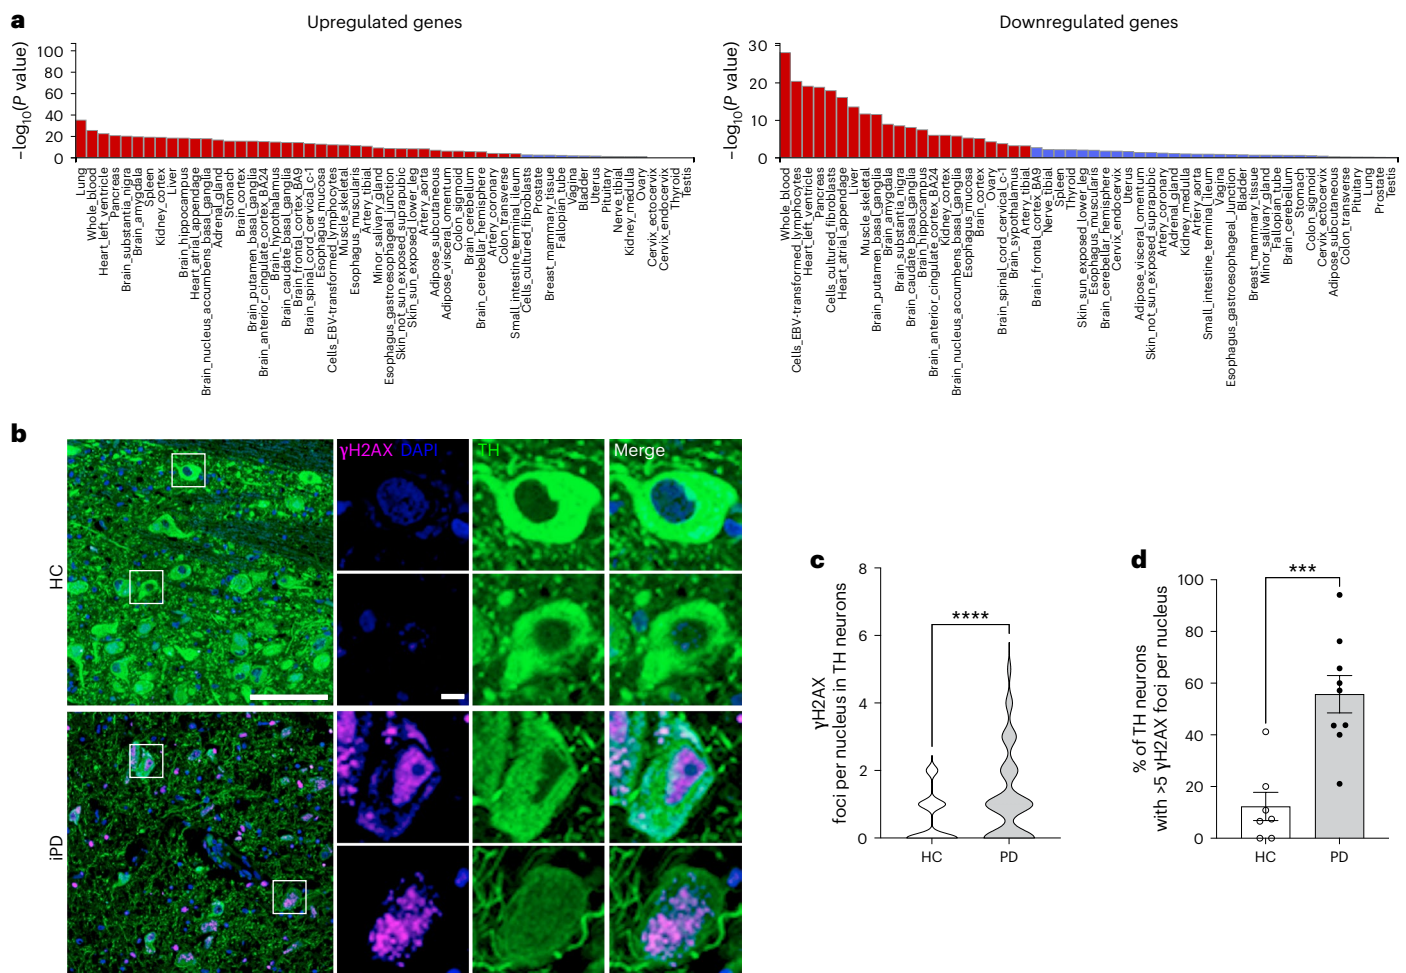 a
Upregulated genes
−log10(P value)
100
80
60
40
20
0
Lung
Whole_blood
Heart_left_ventricle
Pancreas
Brain_substantia_nigra
Brain_amygdala
Spleen
Kidney_cortex
Liver
Brain_hippocampus
Heart_atrial_appendage
Brain_nucleus_accumbens_basal_ganglia
Adrenal_gland
Stomach
Brain_cortex
Brain_putamen_basal_ganglia
Brain_anterior_cingulate_cortex_BA24
Brain_hypothalamus
Brain_caudate_basal_ganglia
Brain_frontal_cortex_BA9
Brain_spinal_cord_cervical_c-1
Esophagus_mucosa
Cells_EBV-transformed_lymphocytes
Muscle_skeletal
Esophagus_muscularis
Artery_tibial
Minor_salivary_gland
Esophagus_gastroesophageal_junction
Skin_not_sun_exposed_suprapubic
Skin_sun_exposed_lower_leg
Artery_aorta
Adipose_subcutaneous
Adipose_visceral_omentum
Colon_sigmoid
Brain_cerebellum
Brain_cerebellar_hemisphere
Artery_coronary
Colon_transverse
Small_intestine_terminal_ileum
Cells_cultured_fibroblasts
Prostate
Breast_mammary_tissue
Fallopian_tube
Vagina
Bladder
Uterus
Pituitary
Nerve_tibial
Kidney_medulla
Ovary
Cervix_ectocervix
Cervix_endocervix
Thyroid
Testis
Downregulated genes
−log10(P value)
30
20
10
0
Whole_blood
Cells_EBV-transformed_lymphocytes
Heart_left_ventricle
Pancreas
Cells_cultured_fibroblasts
Heart_atrial_appendage
Liver
Muscle_skeletal
Brain_putamen_basal_ganglia
Brain_amygdala
Brain_substantia_nigra
Brain_caudate_basal_ganglia
Brain_hippocampus
Brain_anterior_cingulate_cortex_BA24
Kidney_cortex
Brain_nucleus_accumbens_basal_ganglia
Esophagus_mucosa
Brain_cortex
Ovary
Brain_spinal_cord_cervical_c-1
Brain_sypothalamus
Artery_tibial
Brain_frontal_cortex_BA9
Nerve_tibial
Spleen
Thyroid
Skin_sun_exposed_lower_leg
Esophagus_muscularis
Brain_cerebellar_hemisphere
Cervix_endocervix
Uterus
Adipose_visceral_omentum
Skin_not_sun_exposed_suprapubic
Artery_coronary
Adrenal_gland
Kidney_medulla
Artery_aorta
Small_intestine_terminal_ileum
Vagina
Esophagus_gastroesophageal_Junction
Bladder
Breast_mammary_tissue
Minor_salivary_gland
Fallopian_tube
Brain_cerebellum
Stomach
Colon_sigmoid
Cervix_ectocervix
Adipose_subcutaneous
Colon_transverse
Pituitary
Lung
Prostate
Testis
b
γH2AX DAPI
TH
Merge
HC
iPD
c
γH2AX
foci per nucleus in TH neurons
8
6
4
2
0
****
HC
PD
d
% of TH neurons
with >5 γH2AX foci per nucleus
100
80
60
40
20
0
***
HC
PD